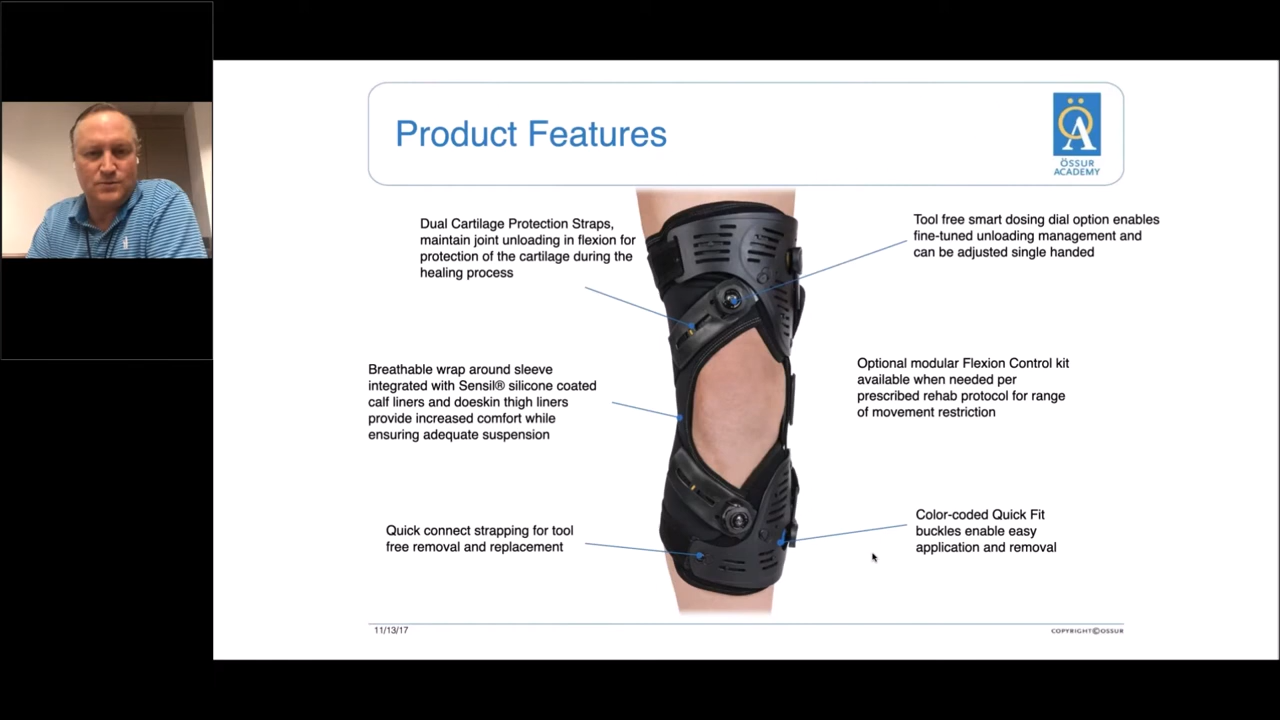 Product Features
ÖA
ÖSSUR
ACADEMY
Dual Cartilage Protection Straps,
maintain joint unloading in flexion for
protection of the cartilage during the
healing process
Tool free smart dosing dial option enables
fine-tuned unloading management and
can be adjusted single handed
Breathable wrap around sleeve
integrated with Sensil® silicone coated
calf liners and doeskin thigh liners
provide increased comfort while
ensuring adequate suspension
Optional modular Flexion Control kit
available when needed per
prescribed rehab protocol for range
of movement restriction
Quick connect strapping for tool
free removal and replacement
Color-coded Quick Fit
buckles enable easy
application and removal
11/13/17
COPYRIGHT©OSSUR